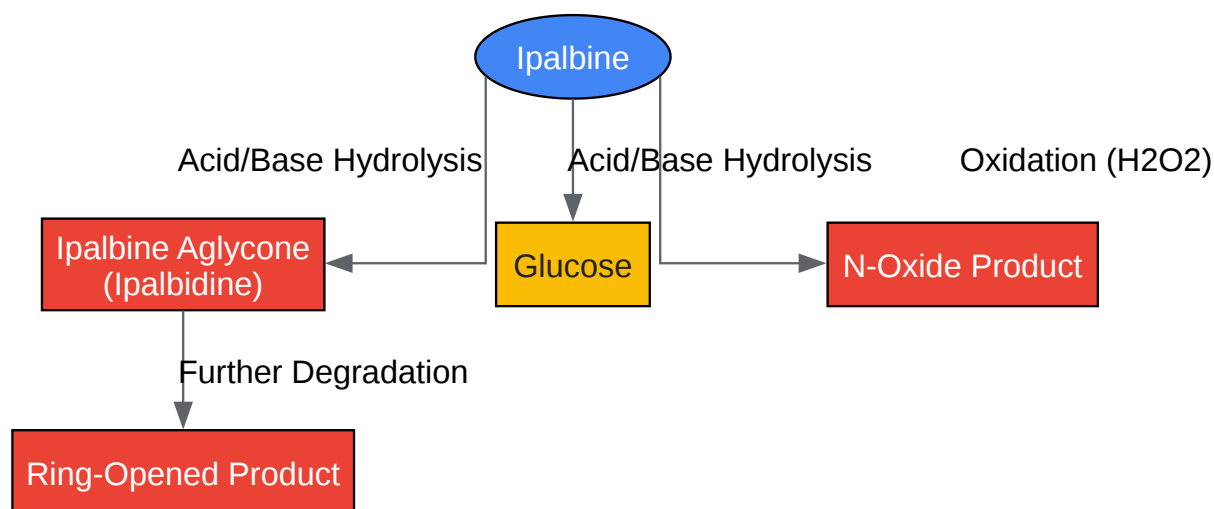 Ipalbine
Acid/Base Hydrolysis
Acid/Base Hydrolysis
Oxidation (H2O2)
Ipalbine Aglycone
(Ipalbidine)
Glucose
N-Oxide Product
Further Degradation
Ring-Opened Product